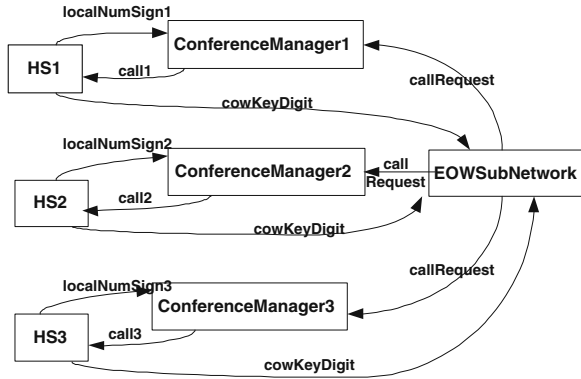 localNumSign1
ConferenceManager1
HS1
call1
callRequest
cowKeyDigit
localNumSign2
ConferenceManager2
call
Request
EOWSubNetwork
HS2
call2
cowKeyDigit
callRequest
localNumSign3
ConferenceManager3
HS3
call3
cowKeyDigit